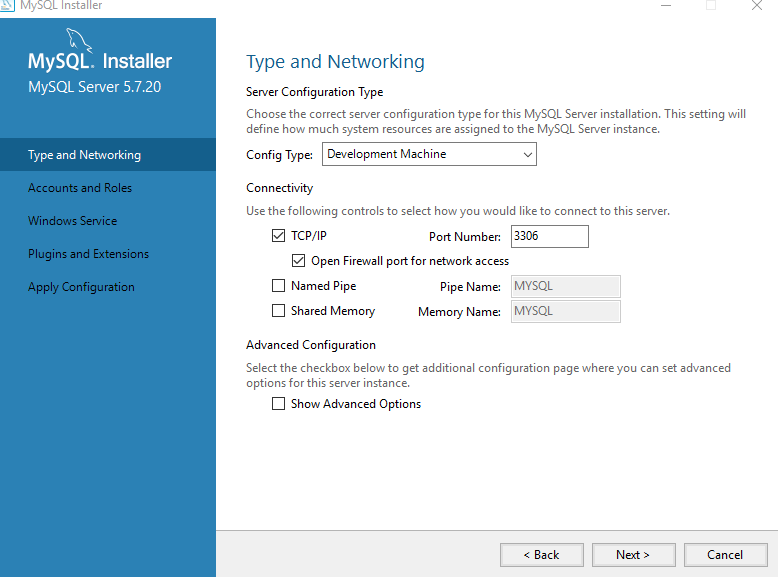 MySQL Installer
MySQL. Installer
MySQL Server 5.7.20
Type and Networking
Accounts and Roles
Windows Service
Plugins and Extensions
Apply Configuration
Type and Networking
Server Configuration Type
Choose the correct server configuration type for this MySQL Server installation. This setting will
define how much system resources are assigned to the MySQL Server instance.
Config Type: Development Machine
Connectivity
Use the following controls to select how you would like to connect to this server.
TCP/IP Port Number: 3306
Open Firewall port for network access
Named Pipe Pipe Name: MYSQL
Shared Memory Memory Name: MYSQL
Advanced Configuration
Select the checkbox below to get additional configuration page where you can set advanced
options for this server instance.
Show Advanced Options
< Back Next > Cancel